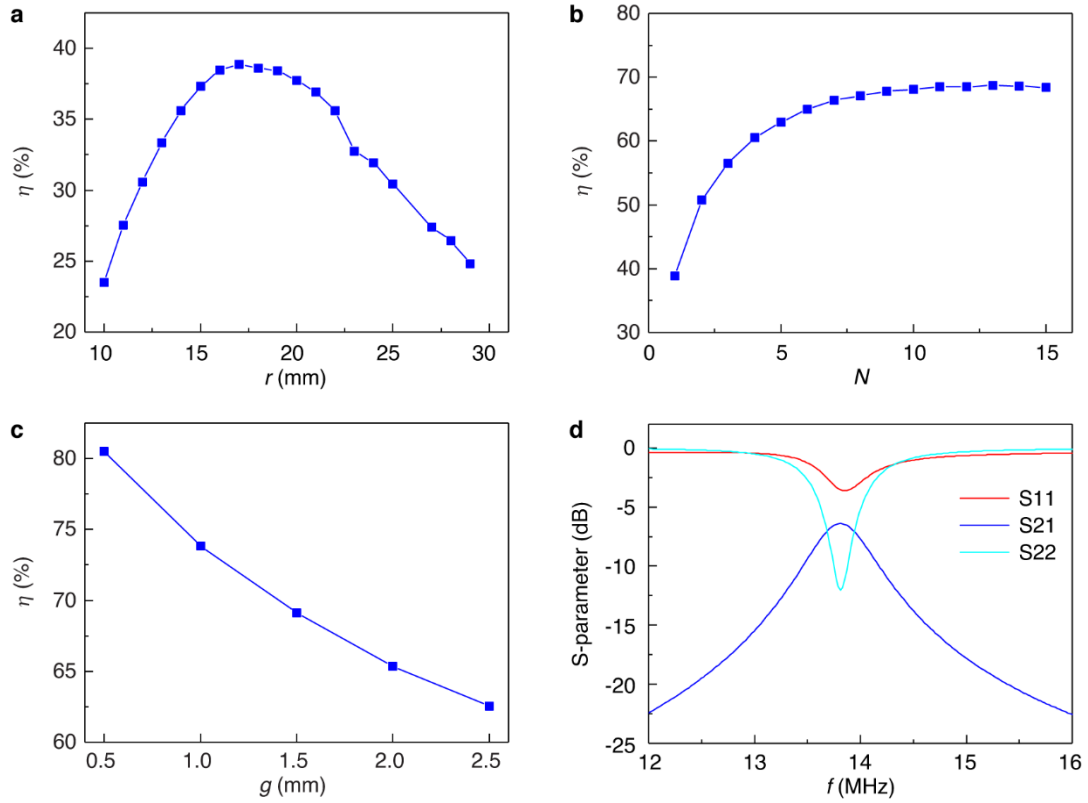 a
40
35
30
25
20
η (%)
10 15 20 25 30
r (mm)
b
80
70
60
50
40
30
η (%)
0 5 10 15
N
c
80
75
70
65
60
η (%)
0.5 1.0 1.5 2.0 2.5
g (mm)
d
0
-5
-10
-15
-20
-25
S-parameter (dB)
S11
S21
S22
12 13 14 15 16
f (MHz)